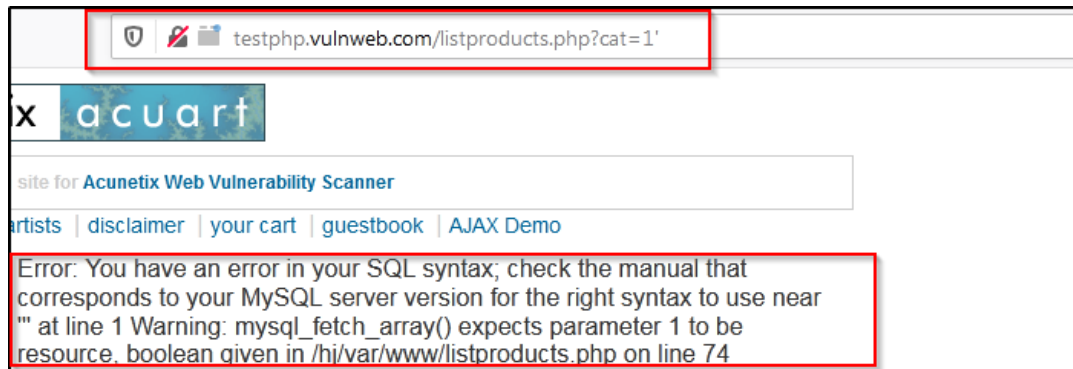 testphp.vulnweb.com/listproducts.php?cat=1'
ix acuart
site for Acunetix Web Vulnerability Scanner
artists | disclaimer | your cart | guestbook | AJAX Demo
Error: You have an error in your SQL syntax; check the manual that
corresponds to your MySQL server version for the right syntax to use near
''' at line 1 Warning: mysql_fetch_array() expects parameter 1 to be
resource, boolean given in /hj/var/www/listproducts.php on line 74